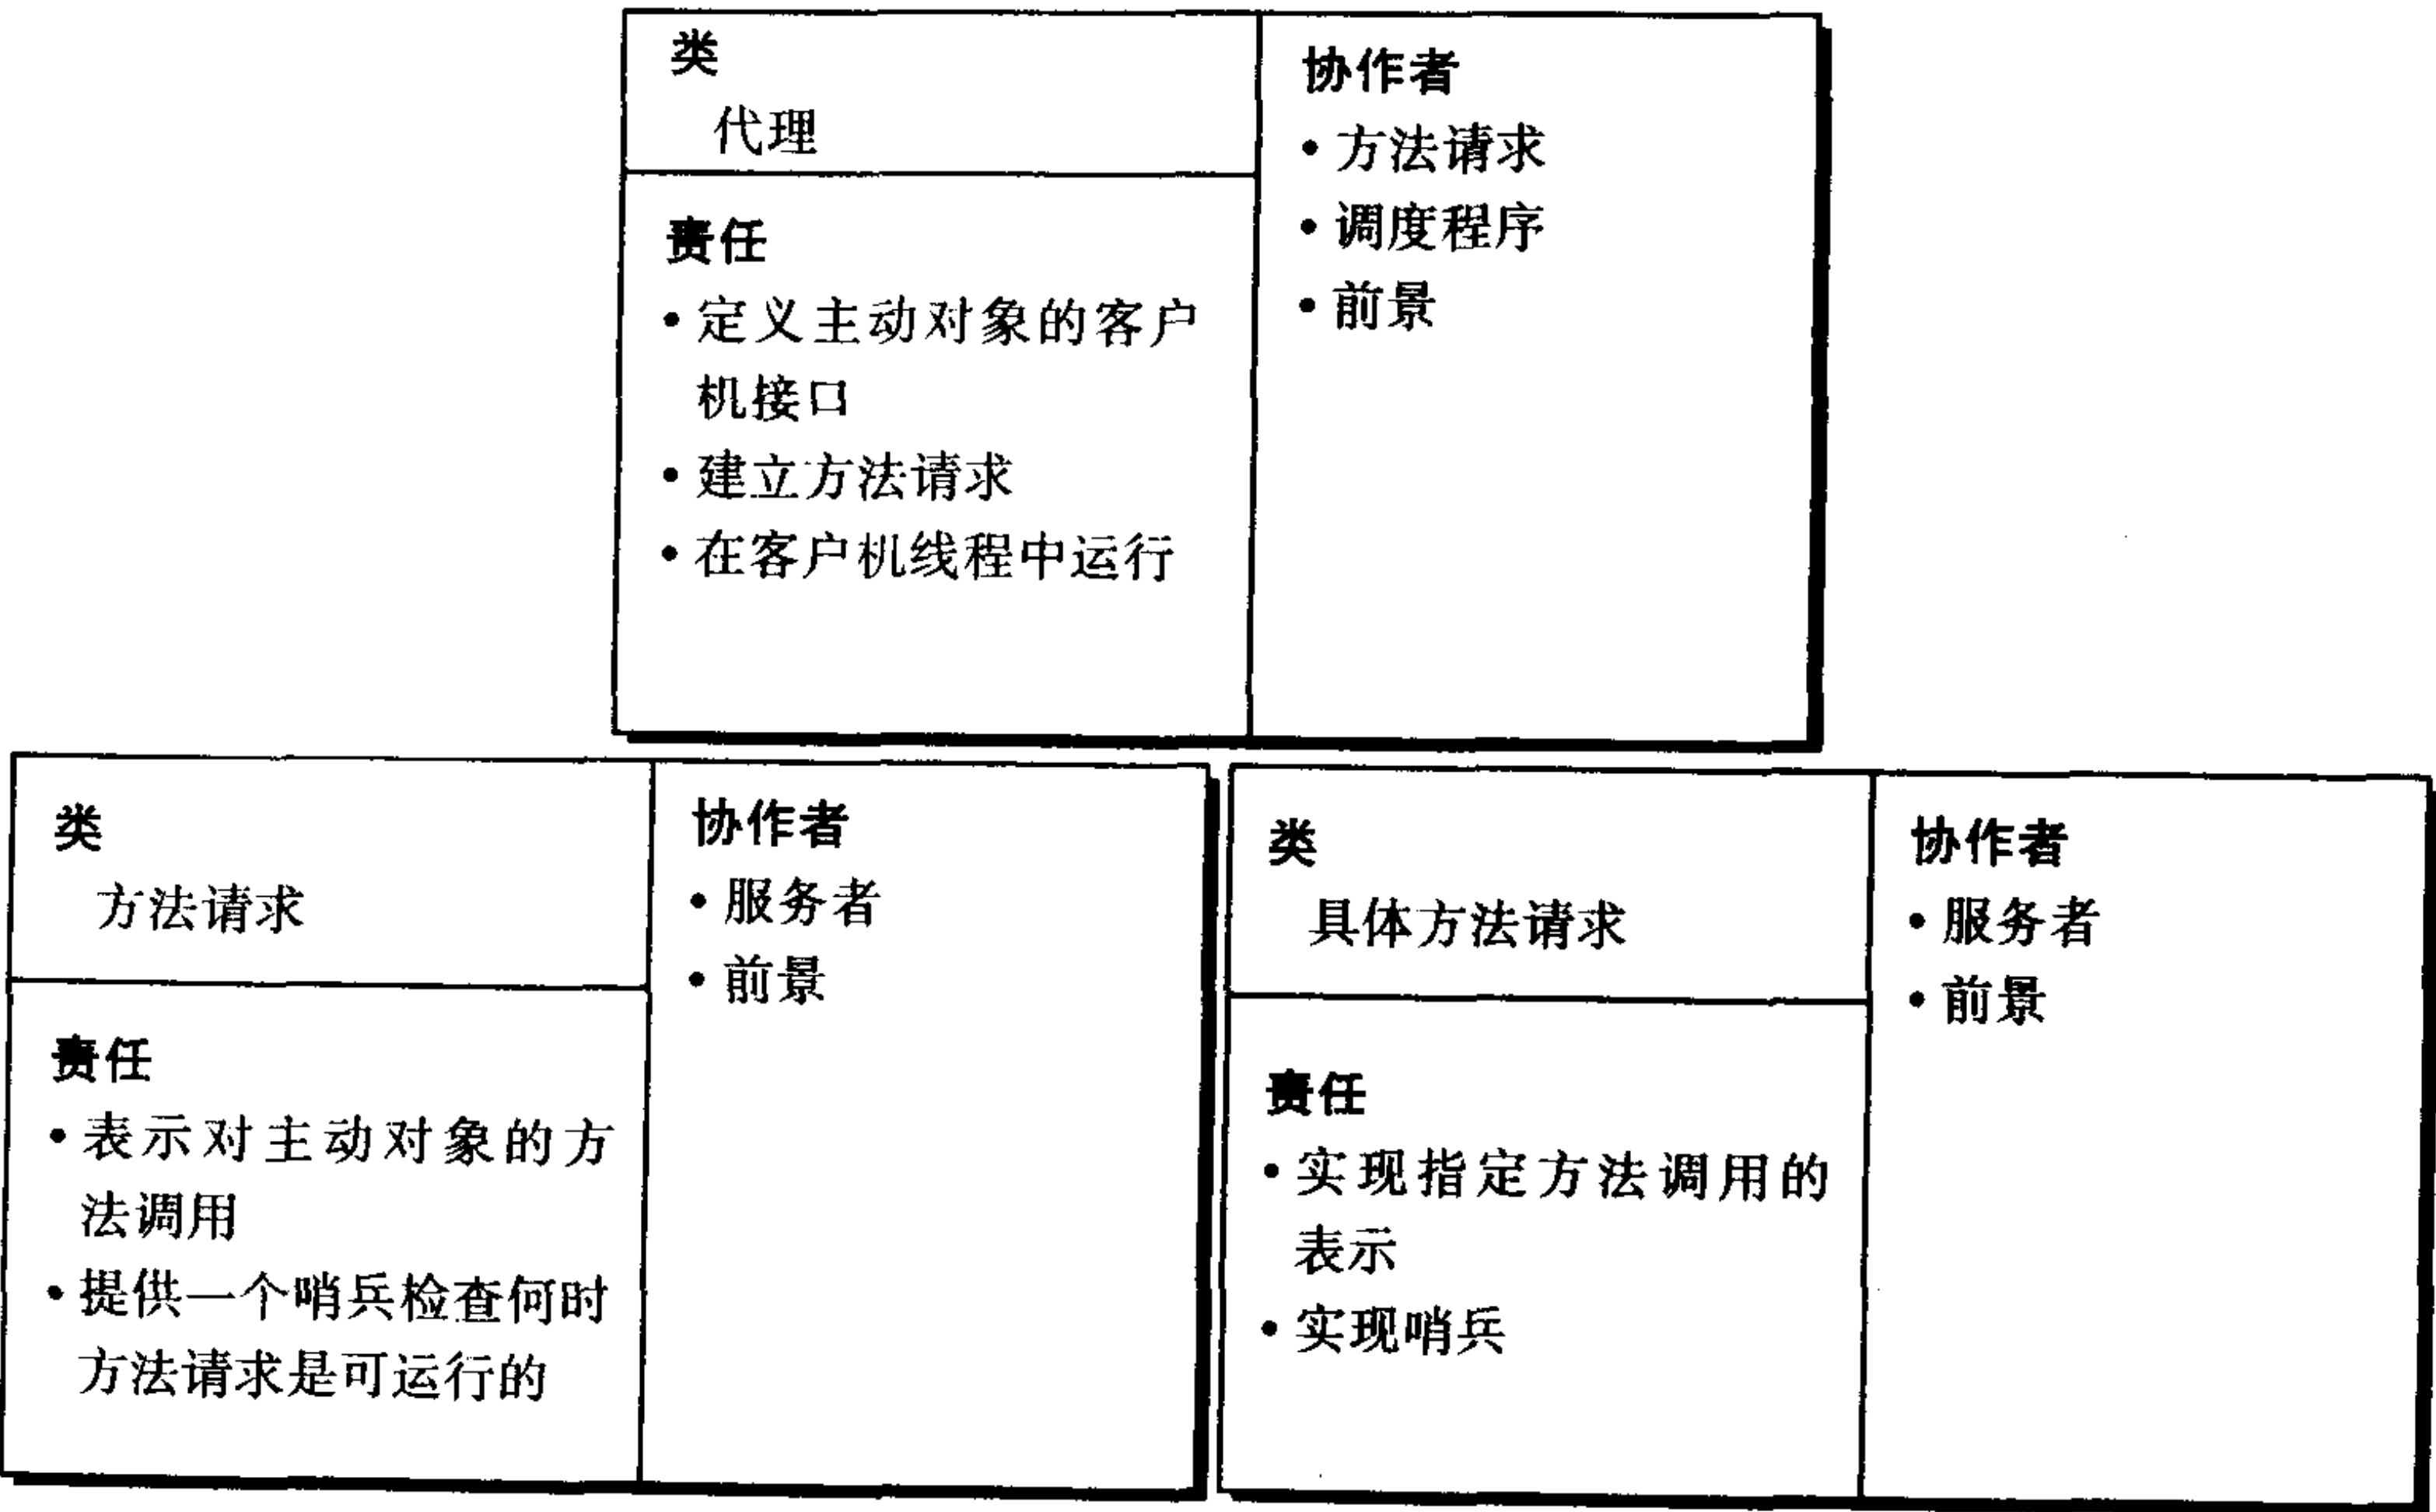 类
代理
责任
• 定义主动对象的客户
机接口
• 建立方法请求
• 在客户机线程中运行
协作者
• 方法请求
• 调度程序
• 前景
类
方法请求
责任
• 表示对主动对象的方
法调用
• 提供一个哨兵检查何时
方法请求是可运行的
协作者
• 服务者
• 前景
类
具体方法请求
责任
• 实现指定方法调用的
表示
• 实现哨兵
协作者
• 服务者
• 前景